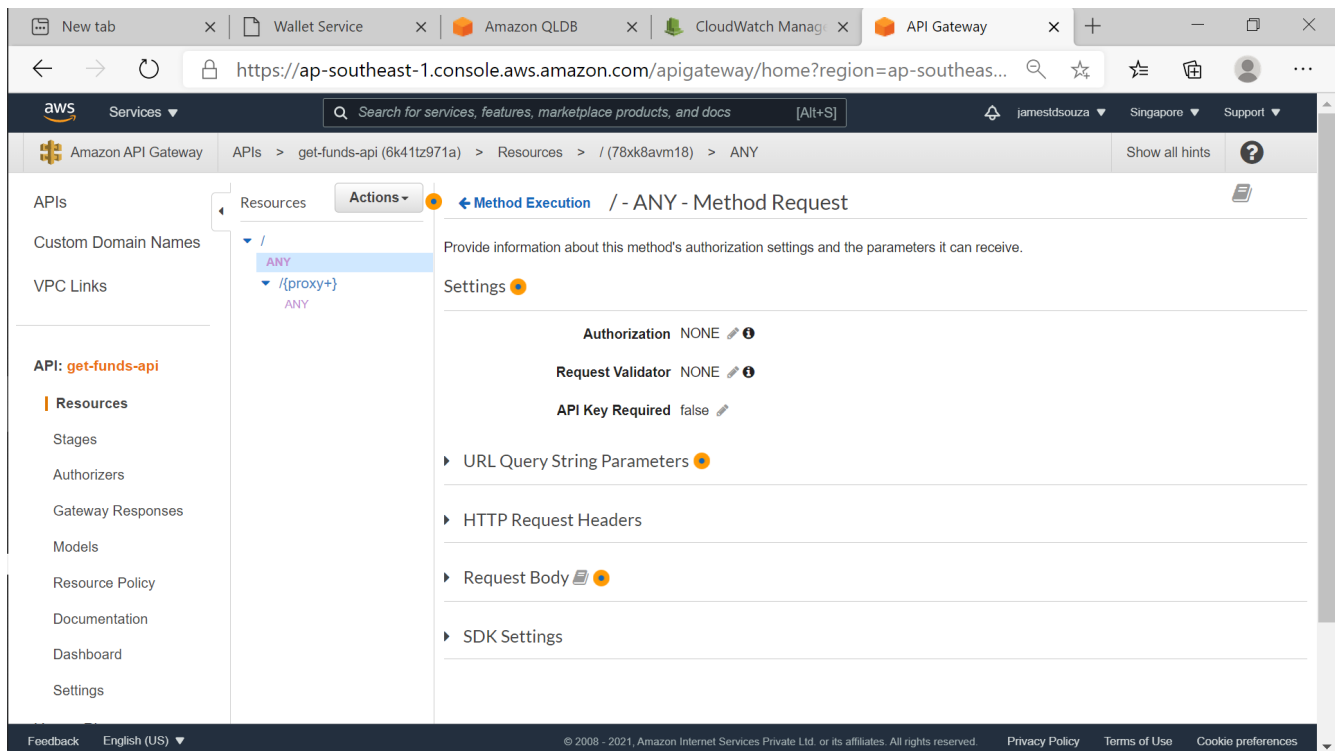 New tab
Wallet Service
Amazon QLDB
CloudWatch Manag
API Gateway
https://ap-southeast-1.console.aws.amazon.com/apigateway/home?region=ap-southeas...
aws
Services
Search for services, features, marketplace products, and docs [Alt+S]
jamestdsouza
Singapore
Support
Amazon API Gateway
APIs > get-funds-api (6k41tz971a) > Resources > / (78xk8avm18) > ANY
Show all hints
?
APIs
Custom Domain Names
VPC Links
API: get-funds-api
Resources
Stages
Authorizers
Gateway Responses
Models
Resource Policy
Documentation
Dashboard
Settings
Resources
Actions
/
ANY
/{proxy+}
ANY
Method Execution / - ANY - Method Request
Provide information about this method's authorization settings and the parameters it can receive.
Settings
Authorization NONE
Request Validator NONE
API Key Required false
URL Query String Parameters
HTTP Request Headers
Request Body
SDK Settings
Feedback
English (US)
© 2008 - 2021, Amazon Internet Services Private Ltd. or its affiliates. All rights reserved.
Privacy Policy
Terms of Use
Cookie preferences